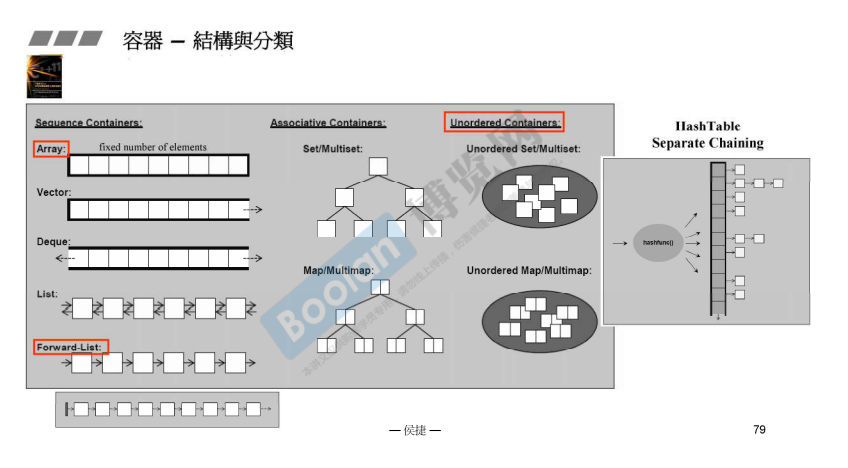 容器 – 結構與分類
C++11
Sequence Containers:
Associative Containers:
Unordered Containers:
HashTable
Separate Chaining
Array:
fixed number of elements
Set/Multiset:
Unordered Set/Multiset:
Vector:
Deque:
hashfunc()
Map/Multimap:
Unordered Map/Multimap:
List:
Forward-List:
Boolan 博览网
— 侯捷 —
79